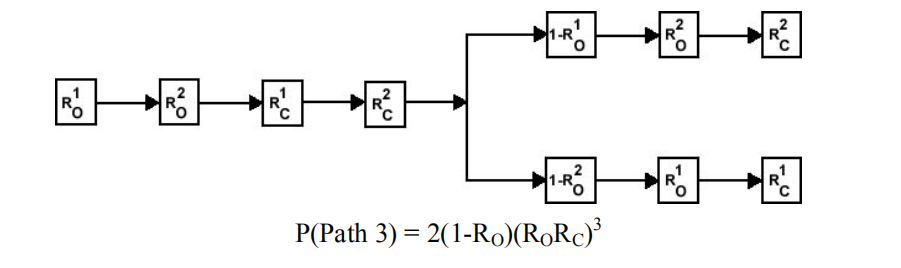 1-R¹O R²O R²C
R¹O R²O R¹C R²C
1-R²O R¹O R¹C
P(Path 3) = 2(1-RO)(RORC)³